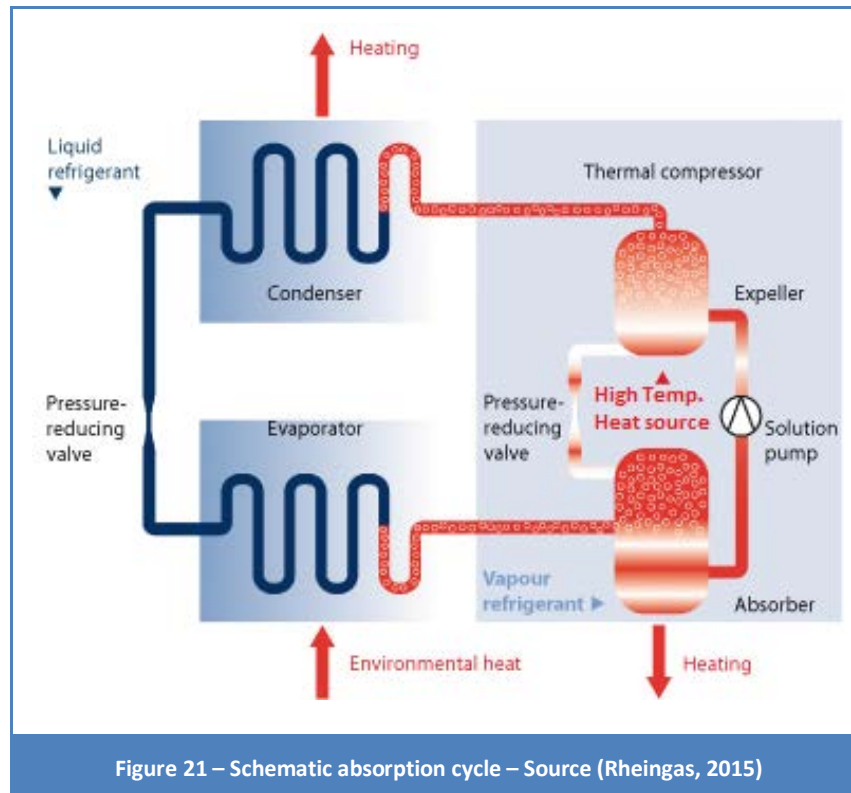 Heating
Liquid
refrigerant
▼
Thermal compressor
Condenser
Expeller
Pressure-
reducing
valve
Evaporator
Pressure-
reducing
valve
▲
High Temp.
Heat source
Solution
pump
Vapour
refrigerant ▶
Absorber
Environmental heat
Heating
Figure 21 – Schematic absorption cycle – Source (Rheingas, 2015)